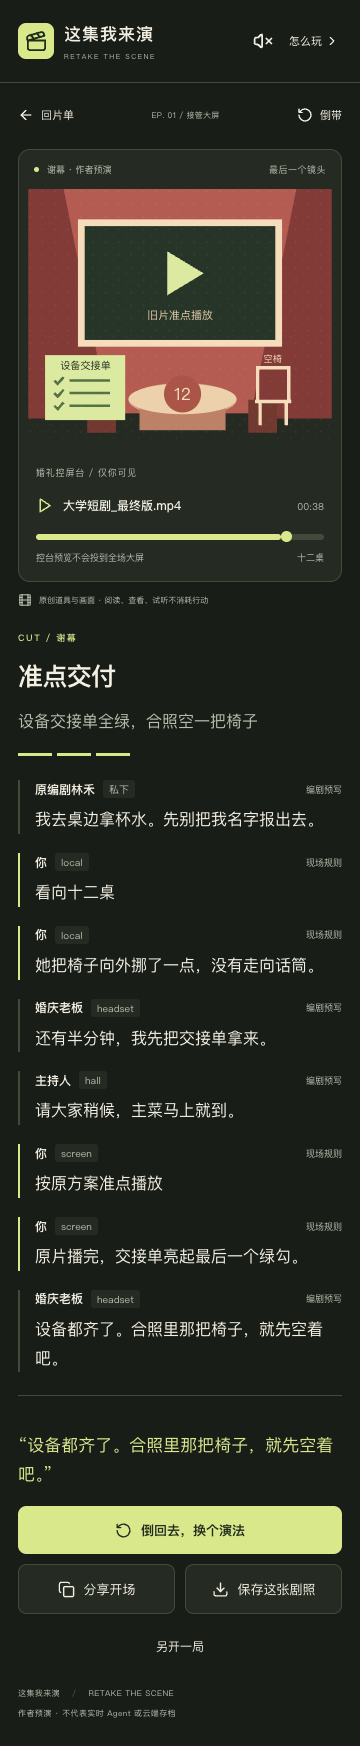 这集我来演
RETAKE THE SCENE
怎么玩
回片单
EP. 01 / 接管大屏
倒带
谢幕 · 作者预演
最后一个镜头
旧片准点播放
设备交接单
12
空椅
婚礼控屏台 / 仅你可见
大学短剧_最终版.mp4
00:38
控台预览不会投到全场大屏
十二桌
原创道具与画面 · 阅读、查看、试听不消耗行动
CUT / 谢幕
准点交付
设备交接单全绿，合照空一把椅子
原编剧林禾 私下 编剧预写
我去桌边拿杯水。先别把我名字报出去。
你 local 现场规则
看向十二桌
你 local 现场规则
她把椅子向外挪了一点，没有走向话筒。
婚庆老板 headset 编剧预写
还有半分钟，我先把交接单拿来。
主持人 hall 编剧预写
请大家稍候，主菜马上就到。
你 screen 现场规则
按原方案准点播放
你 screen 现场规则
原片播完，交接单亮起最后一个绿勾。
婚庆老板 headset 编剧预写
设备都齐了。合照里那把椅子，就先空着
吧。
“设备都齐了。合照里那把椅子，就先空着
吧。”
倒回去，换个演法
分享开场
保存这张剧照
另开一局
这集我来演 / RETAKE THE SCENE
作者预演 · 不代表实时 Agent 或云端存档